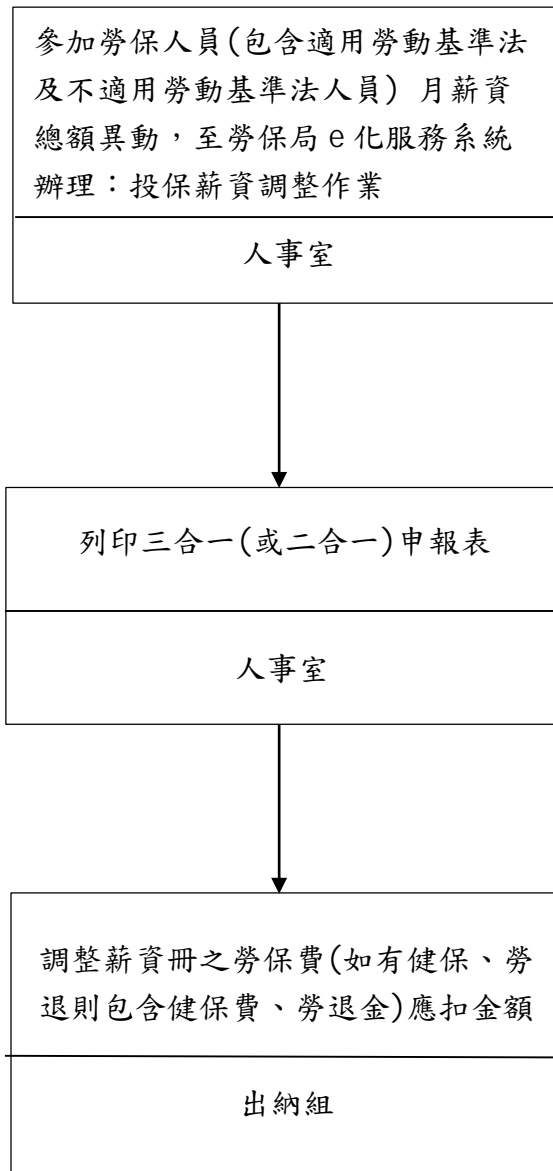 參加勞保人員(包含適用勞動基準法
及不適用勞動基準法人員) 月薪資
總額異動，至勞保局 e 化服務系統
辦理：投保薪資調整作業
人事室
列印三合一(或二合一)申報表
人事室
調整薪資冊之勞保費(如有健保、勞
退則包含健保費、勞退金)應扣金額
出納組